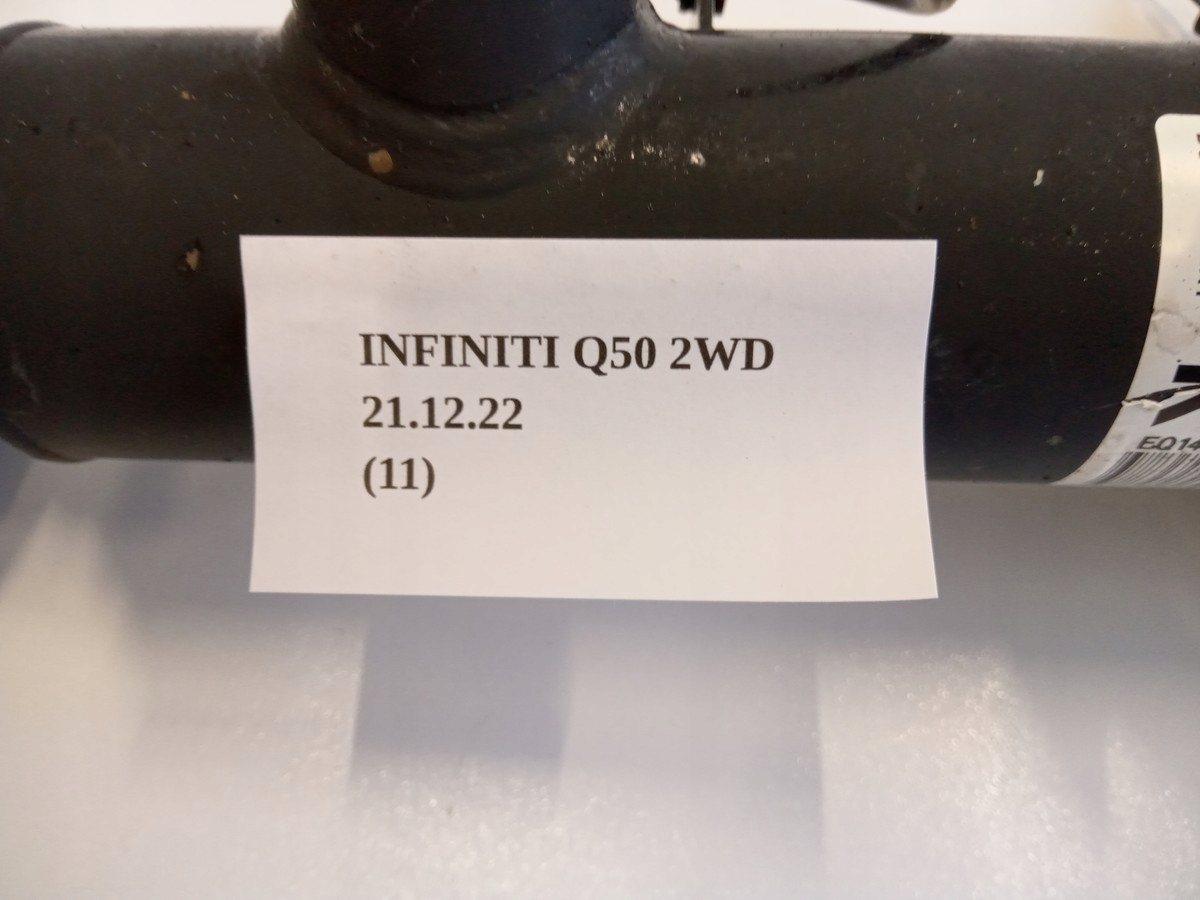 INFINITI Q50 2WD
21.12.22
(11)
EQ14